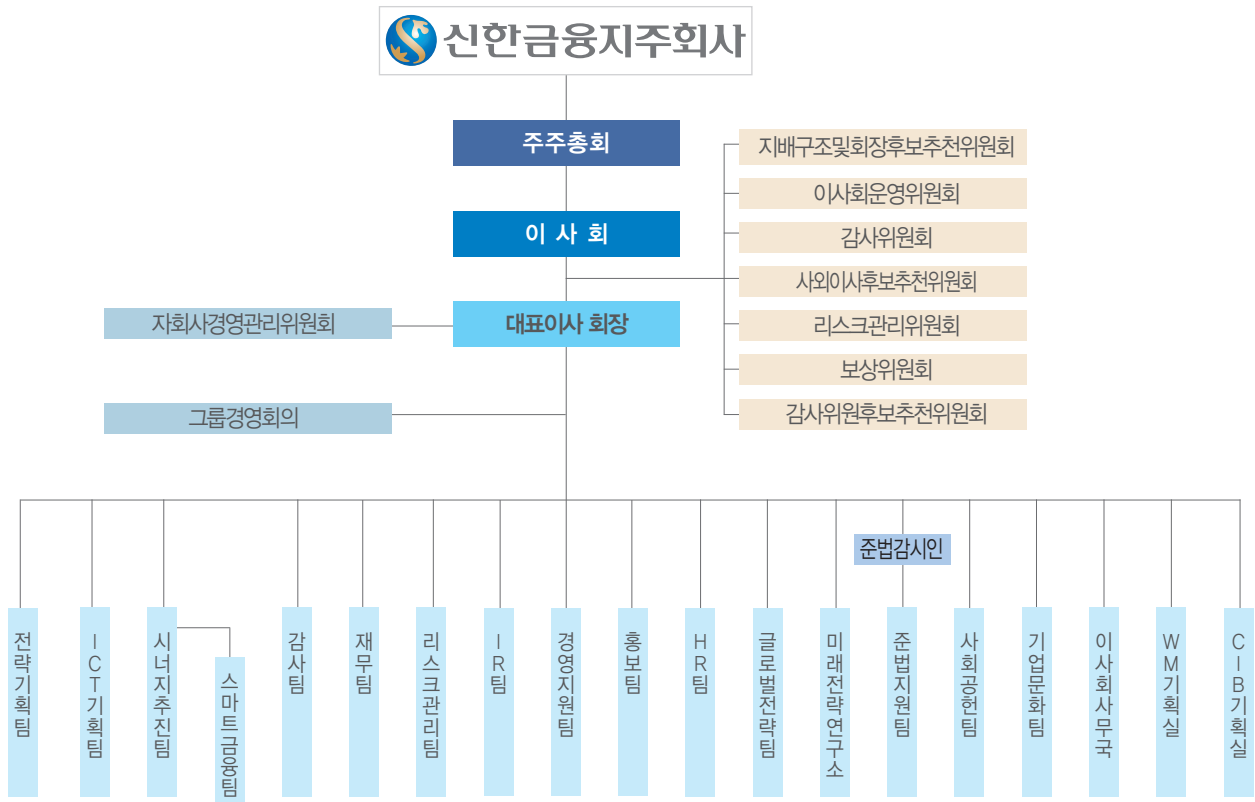 신한금융지주회사
주주총회
이 사 회
대표이사 회장
지배구조및회장후보추천위원회
이사회운영위원회
감사위원회
사외이사후보추천위원회
리스크관리위원회
보상위원회
감사위원후보추천위원회
자회사경영관리위원회
그룹경영회의
준법감시인
전략기획팀
ICT기획팀
시너지추진팀
스마트금융팀
감사팀
재무팀
리스크관리팀
IR팀
경영지원팀
홍보팀
HR팀
글로벌전략팀
미래전략연구소
준법지원팀
사회공헌팀
기업문화팀
이사회사무국
WM기획실
CIB기획실